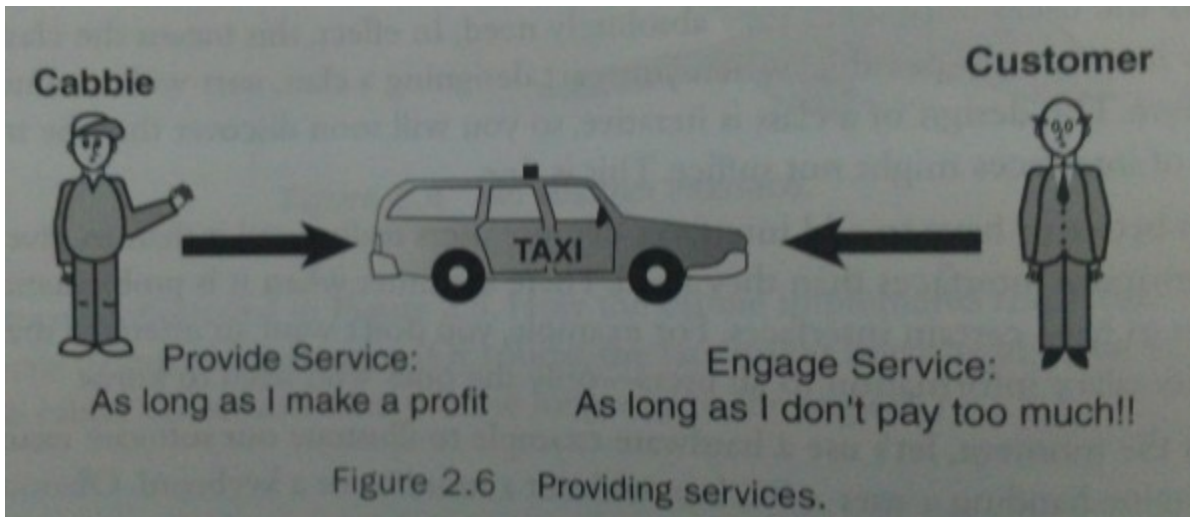 Cabbie
Customer
TAXI
Provide Service:
As long as I make a profit
Engage Service:
As long as I don't pay too much!!
Figure 2.6 Providing services.